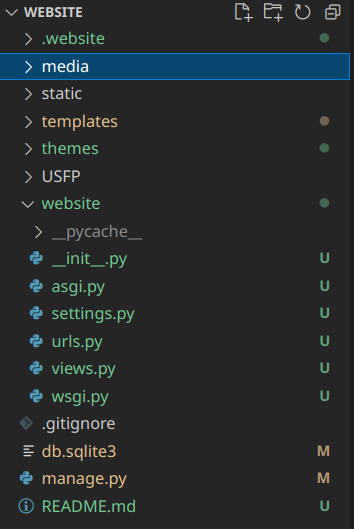 WEBSITE
.website
media
static
templates
themes
USFP
website
__pycache__
__init__.py U
asgi.py U
settings.py U
urls.py U
views.py U
wsgi.py U
.gitignore
db.sqlite3 M
manage.py M
README.md U